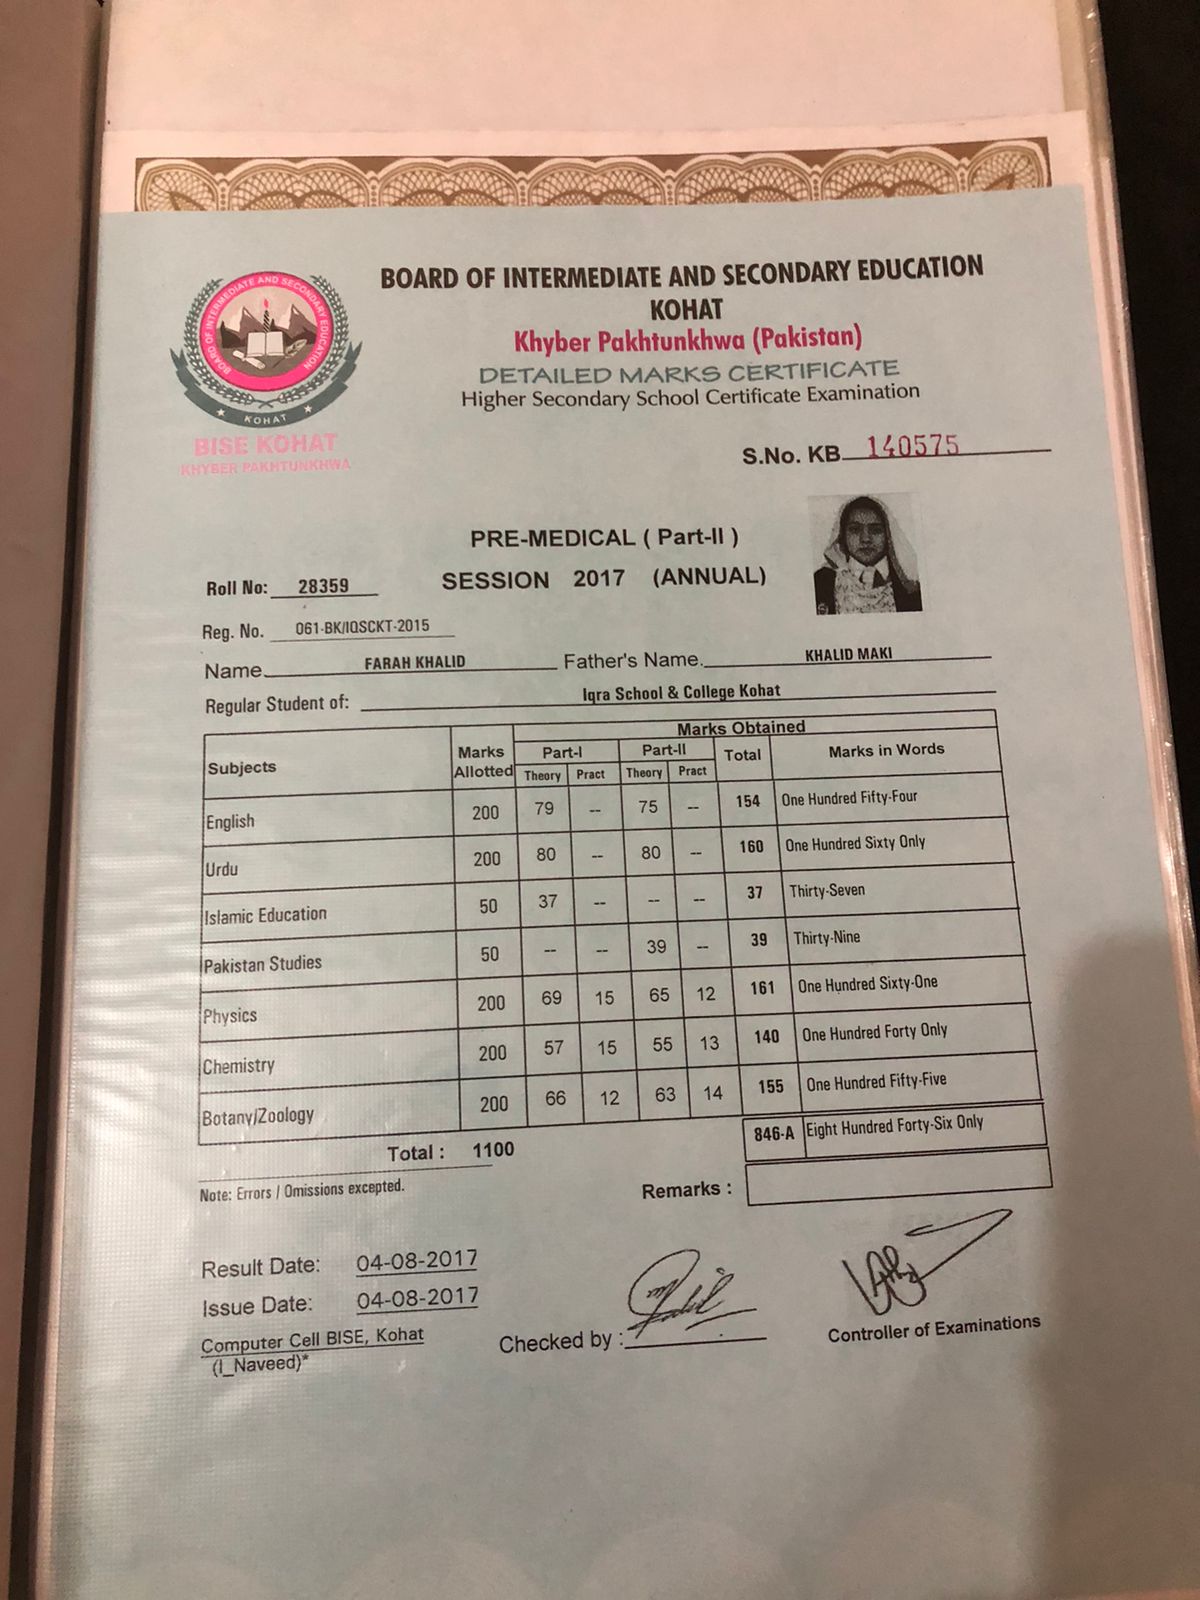 BOARD OF INTERMEDIATE AND SECONDARY EDUCATION
KOHAT
Khyber Pakhtunkhwa (Pakistan)
DETAILED MARKS CERTIFICATE
Higher Secondary School Certificate Examination
BOARD OF INTERMEDIATE AND SECONDARY EDUCATION
KOHAT
BISE KOHAT
KHYBER PAKHTUNKHWA
S.No. KB 140575
PRE-MEDICAL ( Part-II )
Roll No: 28359 SESSION 2017 (ANNUAL)
Reg. No. 061-BK/IQSCKT-2015
Name. FARAH KHALID Father's Name. KHALID MAKI
Regular Student of: Iqra School & College Kohat
Subjects Marks Allotted Marks Obtained
Part-I Part-II Total Marks in Words
Theory Pract Theory Pract
English 200 79 -- 75 -- 154 One Hundred Fifty-Four
Urdu 200 80 -- 80 -- 160 One Hundred Sixty Only
Islamic Education 50 37 -- -- -- 37 Thirty-Seven
Pakistan Studies 50 -- -- 39 -- 39 Thirty-Nine
Physics 200 69 15 65 12 161 One Hundred Sixty-One
Chemistry 200 57 15 55 13 140 One Hundred Forty Only
Botany/Zoology 200 66 12 63 14 155 One Hundred Fifty-Five
Total : 1100 846-A Eight Hundred Forty-Six Only
Note: Errors / Omissions excepted.
Remarks :
Result Date: 04-08-2017
Issue Date: 04-08-2017
Computer Cell BISE, Kohat
(I_Naveed)*
Checked by :
Controller of Examinations